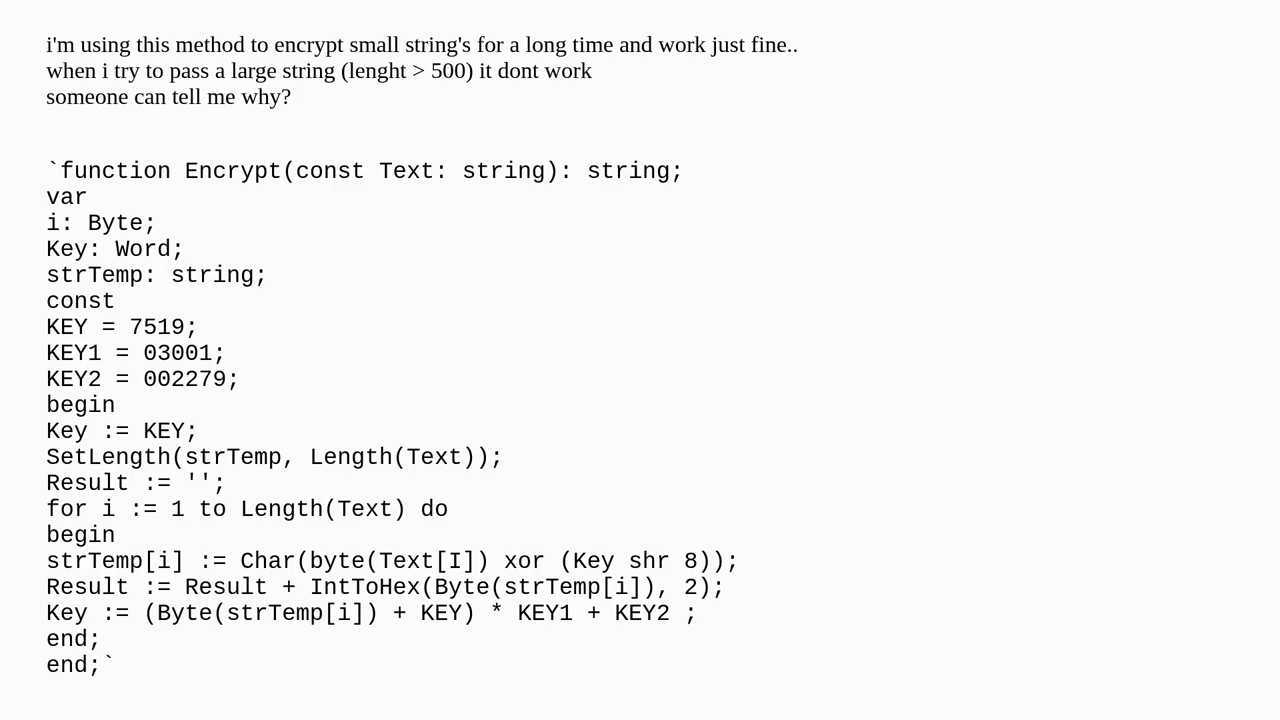 i'm using this method to encrypt small string's for a long time and work just fine..
when i try to pass a large string (lenght > 500) it dont work
someone can tell me why?
`function Encrypt(const Text: string): string;
var
i: Byte;
Key: Word;
strTemp: string;
const
KEY = 7519;
KEY1 = 03001;
KEY2 = 002279;
begin
Key := KEY;
SetLength(strTemp, Length(Text));
Result := '';
for i := 1 to Length(Text) do
begin
strTemp[i] := Char(byte(Text[I]) xor (Key shr 8));
Result := Result + IntToHex(Byte(strTemp[i]), 2);
Key := (Byte(strTemp[i]) + KEY) * KEY1 + KEY2 ;
end;
end;`